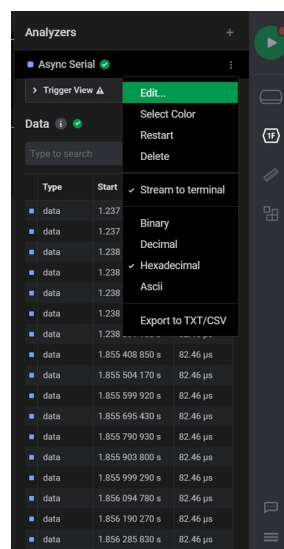 Analyzers +
Async Serial
Trigger View
Edit...
Select Color
Restart
Delete
Stream to terminal
Binary
Decimal
Hexadecimal
Ascii
Export to TXT/CSV
Data
Type to search
Type Start
data 1.237
data 1.237
data 1.238
data 1.238
data 1.238
data 1.238
data 1.238
data 1.855 408 850 s 82.46 µs
data 1.855 504 170 s 82.46 µs
data 1.855 599 920 s 82.46 µs
data 1.855 695 430 s 82.46 µs
data 1.855 790 930 s 82.46 µs
data 1.855 903 800 s 82.46 µs
data 1.855 999 290 s 82.46 µs
data 1.856 094 780 s 82.46 µs
data 1.856 190 270 s 82.46 µs
data 1.856 285 830 s 82.46 µs
1F